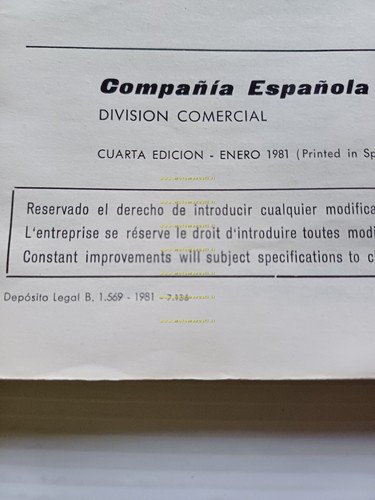 Compañía Española
DIVISION COMERCIAL
CUARTA EDICION - ENERO 1981 (Printed in Sp
Reservado el derecho de introducir cualquier modifica
L'entreprise se réserve le droit d'introduire toutes modi
Constant improvements will subject specifications to c
Depósito Legal B. 1.569 - 1981 - 7.136